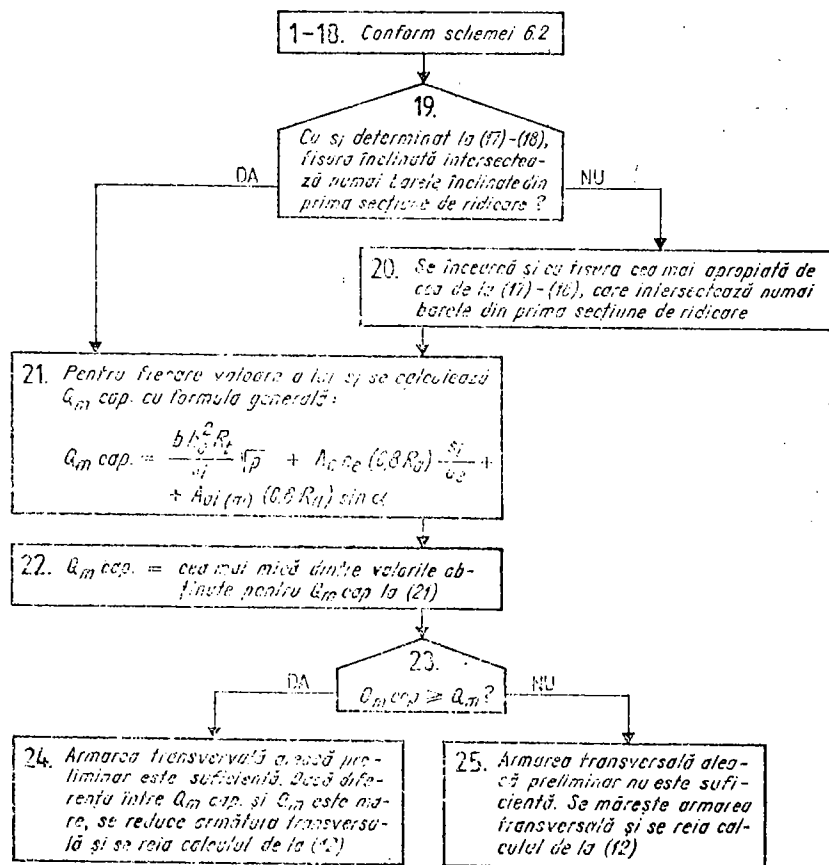 1-18. Conform schemei 6.2
19.
Cu si determinat la (17)-(18),
fisura înclinată intersectea-
ză numai barele înclinate din
prima secțiune de ridicare ?
DA
NU
20. Se încearcă și cu fisura cea mai apropiată de
cea de la (17)-(18), care intersectează numai
barele din prima secțiune de ridicare
21. Pentru fiecare valoare a lui si se calculează
Qm cap. cu formula generală:
Qm cap. = b h0² Rt / si √p + Ae ne (0,8 Ra) si / ae +
+ Aai (m) (0,8 Ra) sin α
22. Qm cap. = cea mai mică dintre valorile ob-
ținute pentru Qm cap la (21)
23.
DA
Qm cap ⩾ Qm?
NU
24. Armarea transvervală aleasă pre-
liminar este suficientă. Dacă dife-
rența între Qm cap. și Qm este ma-
re, se reduce armătura transversa-
lă și se reia calculul de la (12)
25. Armarea transversală alea-
să preliminar nu este sufi-
cientă. Se mărește armarea
transversală și se reia cal-
culul de la (12)